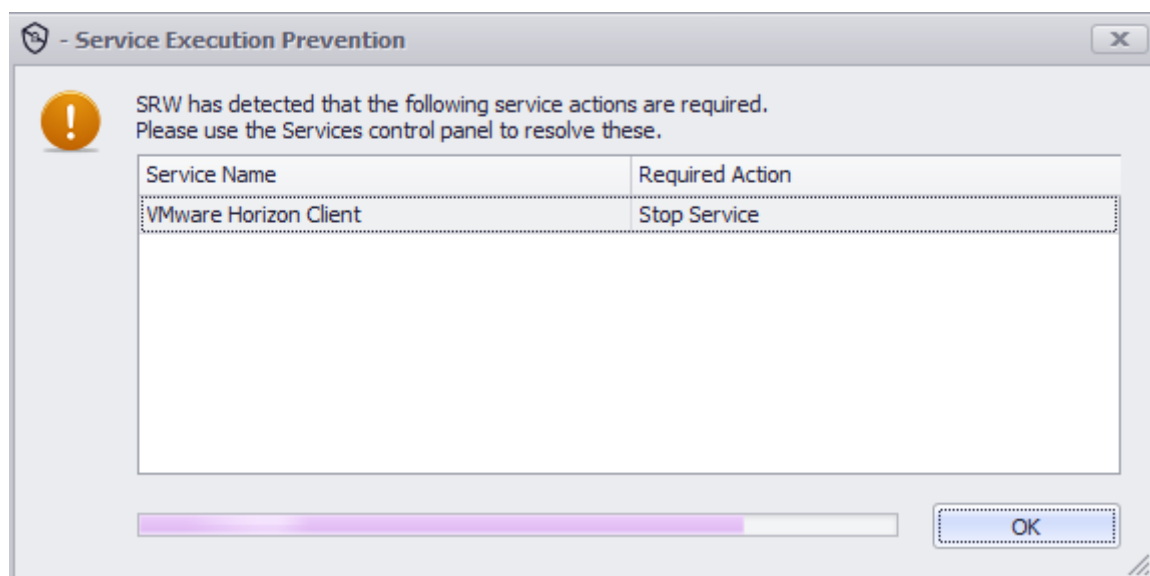 - Service Execution Prevention
SRW has detected that the following service actions are required.
Please use the Services control panel to resolve these.
Service Name Required Action
VMware Horizon Client Stop Service
OK